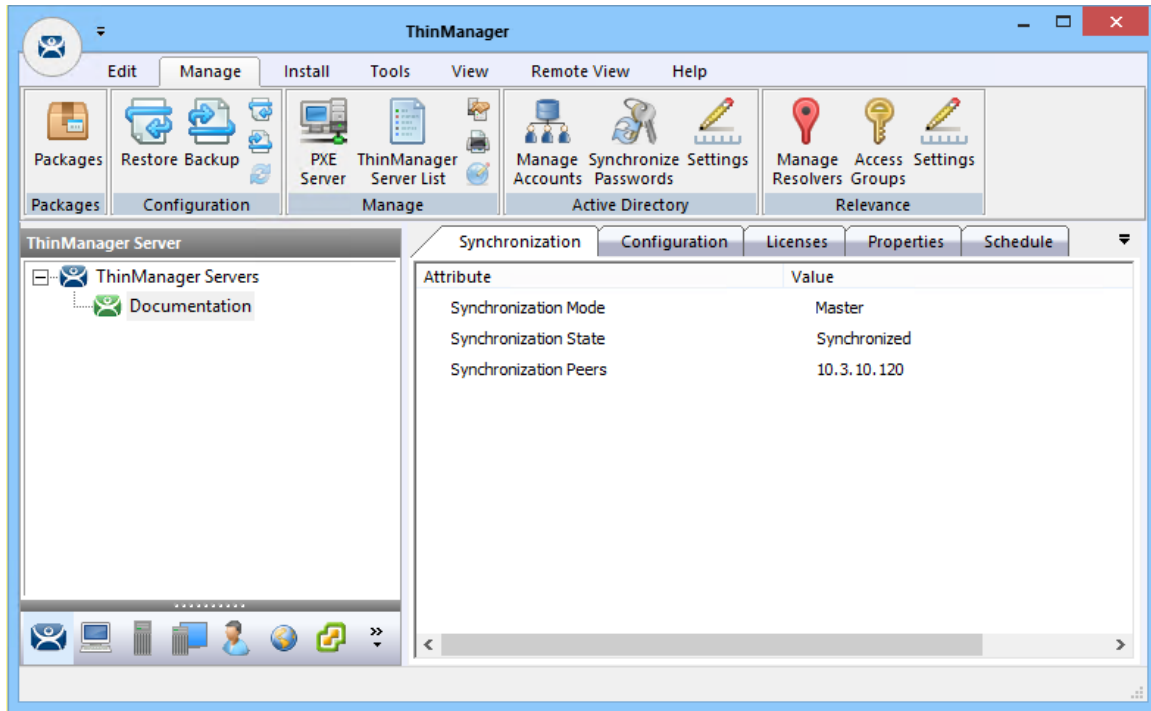 ThinManager
Edit Manage Install Tools View Remote View Help
Packages Restore Backup PXE Server ThinManager Server List Manage Accounts Synchronize Passwords Settings Manage Resolvers Access Groups Settings
Packages Configuration Manage Active Directory Relevance
ThinManager Server
ThinManager Servers
Documentation
Synchronization Configuration Licenses Properties Schedule
Attribute Value
Synchronization Mode Master
Synchronization State Synchronized
Synchronization Peers 10.3.10.120